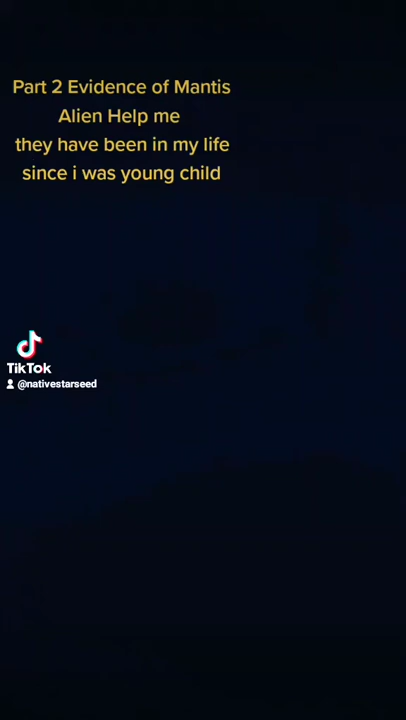 Part 2 Evidence of Mantis
Alien Help me
they have been in my life
since i was young child
TikTok
@nativestarseed